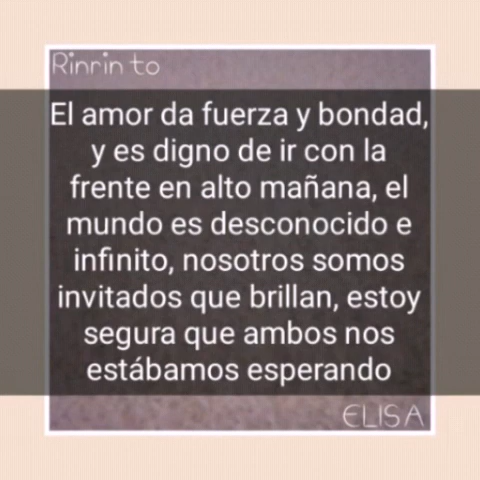 Rinrin to
El amor da fuerza y bondad,
y es digno de ir con la
frente en alto mañana, el
mundo es desconocido e
infinito, nosotros somos
invitados que brillan, estoy
segura que ambos nos
estábamos esperando
ELISA